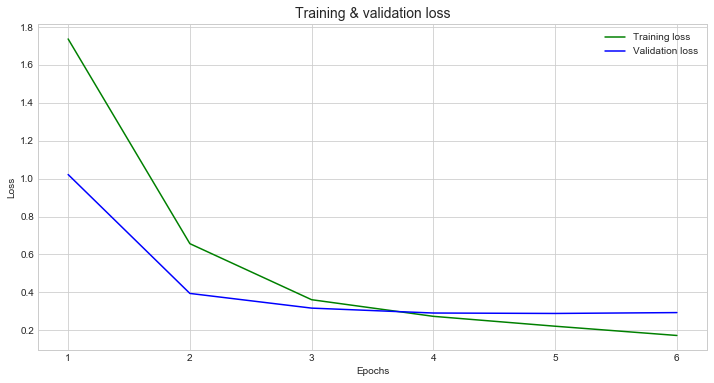 Training & validation loss
Training loss
Validation loss
1.8
1.6
1.4
1.2
1.0
0.8
0.6
0.4
0.2
Loss
1 2 3 4 5 6
Epochs